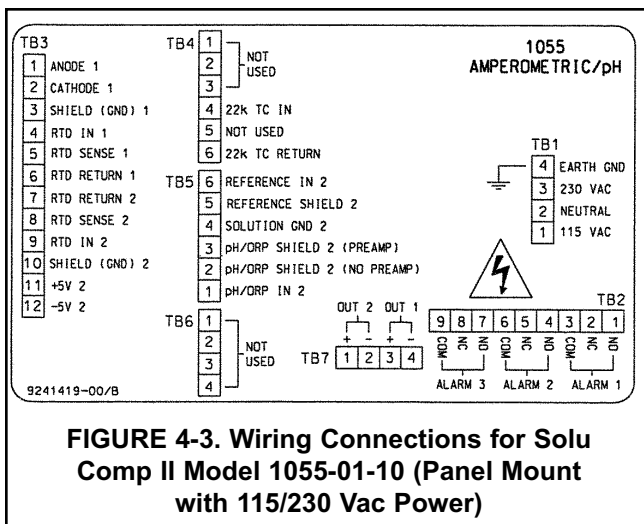 TB3
1 ANODE 1
2 CATHODE 1
3 SHIELD (GND) 1
4 RTD IN 1
5 RTD SENSE 1
6 RTD RETURN 1
7 RTD RETURN 2
8 RTD SENSE 2
9 RTD IN 2
10 SHIELD (GND) 2
11 +5V 2
12 -5V 2
9241419-00/B
TB4
1
2
3
NOT
USED
4 22k TC IN
5 NOT USED
6 22k TC RETURN
TB5
6 REFERENCE IN 2
5 REFERENCE SHIELD 2
4 SOLUTION GND 2
3 pH/ORP SHIELD 2 (PREAMP)
2 pH/ORP SHIELD 2 (NO PREAMP)
1 pH/ORP IN 2
TB6
1
2
3
4
NOT
USED
1055
AMPEROMETRIC/pH
TB1
4 EARTH GND
3 230 VAC
2 NEUTRAL
1 115 VAC
OUT 2 OUT 1
+ - + -
TB7 1 2 3 4
TB2
9 8 7 6 5 4 3 2 1
COM NC NO COM NC NO COM NC NO
ALARM 3 ALARM 2 ALARM 1
FIGURE 4-3. Wiring Connections for Solu
Comp II Model 1055-01-10 (Panel Mount
with 115/230 Vac Power)